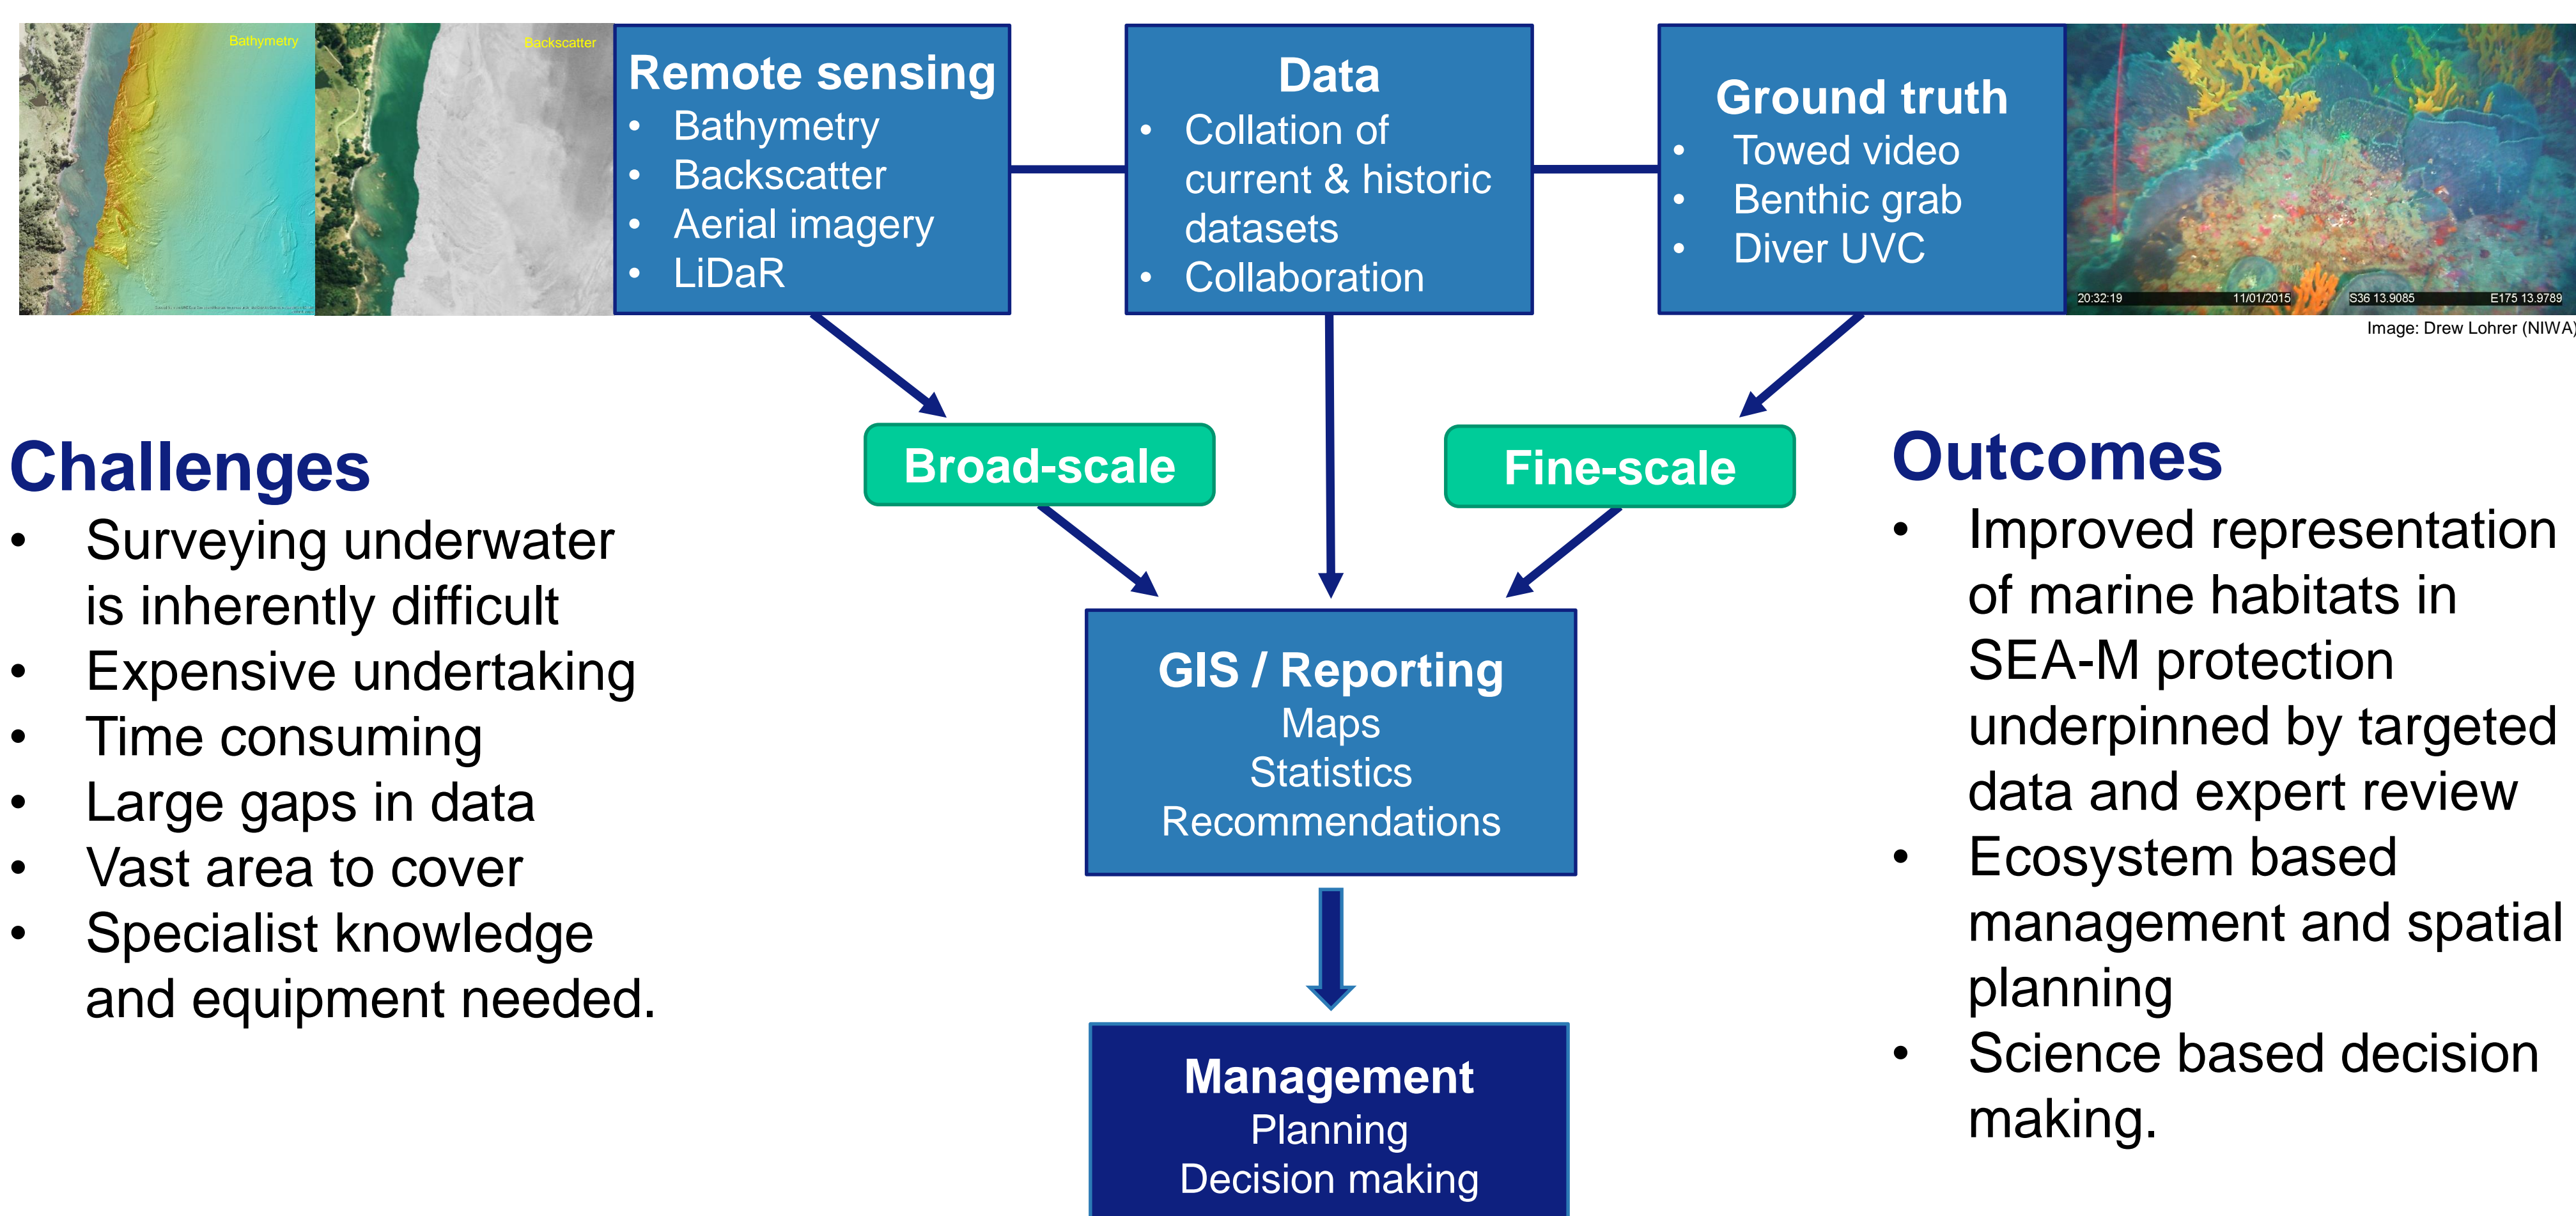 Bathymetry
Backscatter
Remote sensing
• Bathymetry
• Backscatter
• Aerial imagery
• LiDaR
Data
• Collation of
current & historic
datasets
• Collaboration
Ground truth
• Towed video
• Benthic grab
• Diver UVC
20:32:19 11/01/2015 S36 13.9085 E175 13.9789
Image: Drew Lohrer (NIWA)
Broad-scale
Fine-scale
Challenges
• Surveying underwater
is inherently difficult
• Expensive undertaking
• Time consuming
• Large gaps in data
• Vast area to cover
• Specialist knowledge
and equipment needed.
GIS / Reporting
Maps
Statistics
Recommendations
Management
Planning
Decision making
Outcomes
• Improved representation
of marine habitats in
SEA-M protection
underpinned by targeted
data and expert review
• Ecosystem based
management and spatial
planning
• Science based decision
making.